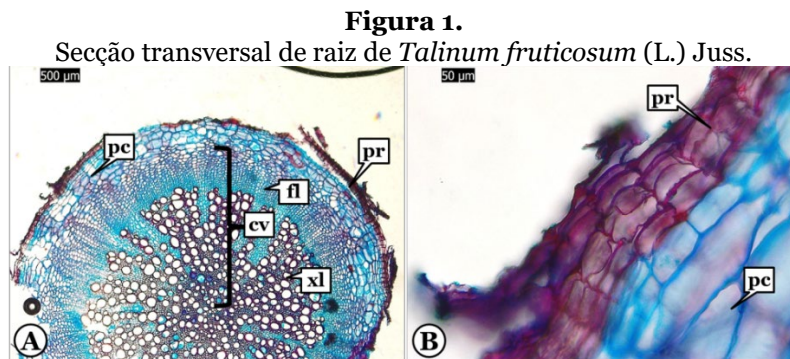 Figura 1.
Secção transversal de raiz de Talinum fruticosum (L.) Juss.
500 µm
50 µm
pr
pc
pr
fl
cv
xl
pc
A
B